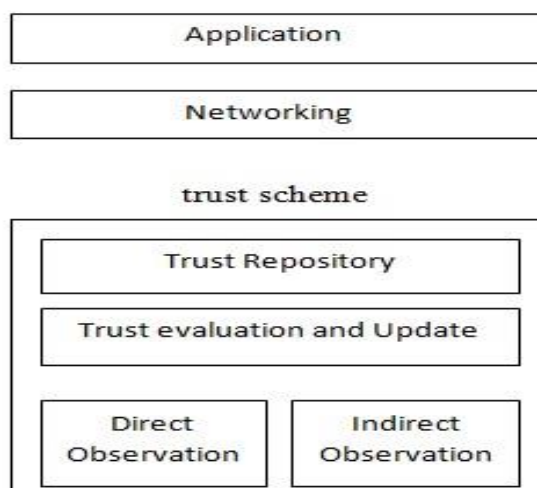 Application
Networking
trust scheme
Trust Repository
Trust evaluation and Update
Direct
Observation
Indirect
Observation